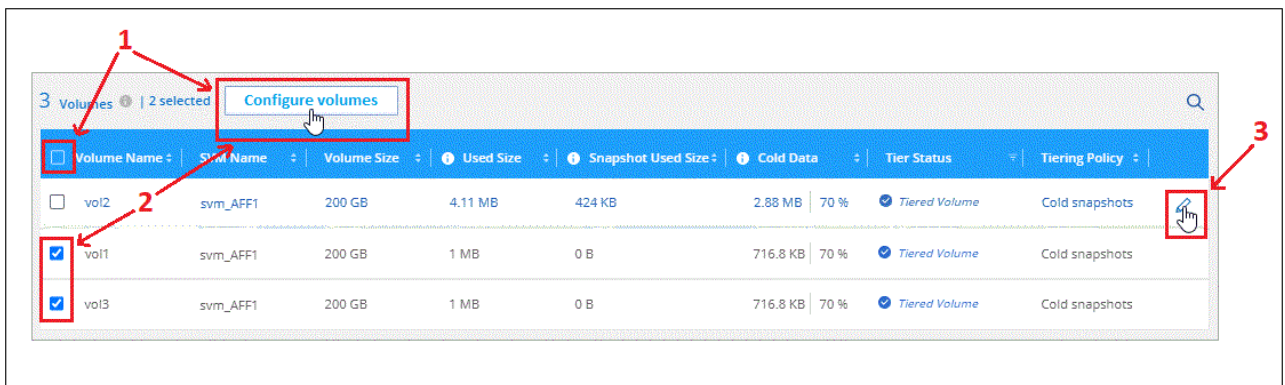 1
3 Volumes | 2 selected Configure volumes
3
Volume Name SVM Name Volume Size Used Size Snapshot Used Size Cold Data Tier Status Tiering Policy
vol2 2 svm_AFF1 200 GB 4.11 MB 424 KB 2.88 MB 70 % Tiered Volume Cold snapshots
vol1 svm_AFF1 200 GB 1 MB 0 B 716.8 KB 70 % Tiered Volume Cold snapshots
vol3 svm_AFF1 200 GB 1 MB 0 B 716.8 KB 70 % Tiered Volume Cold snapshots